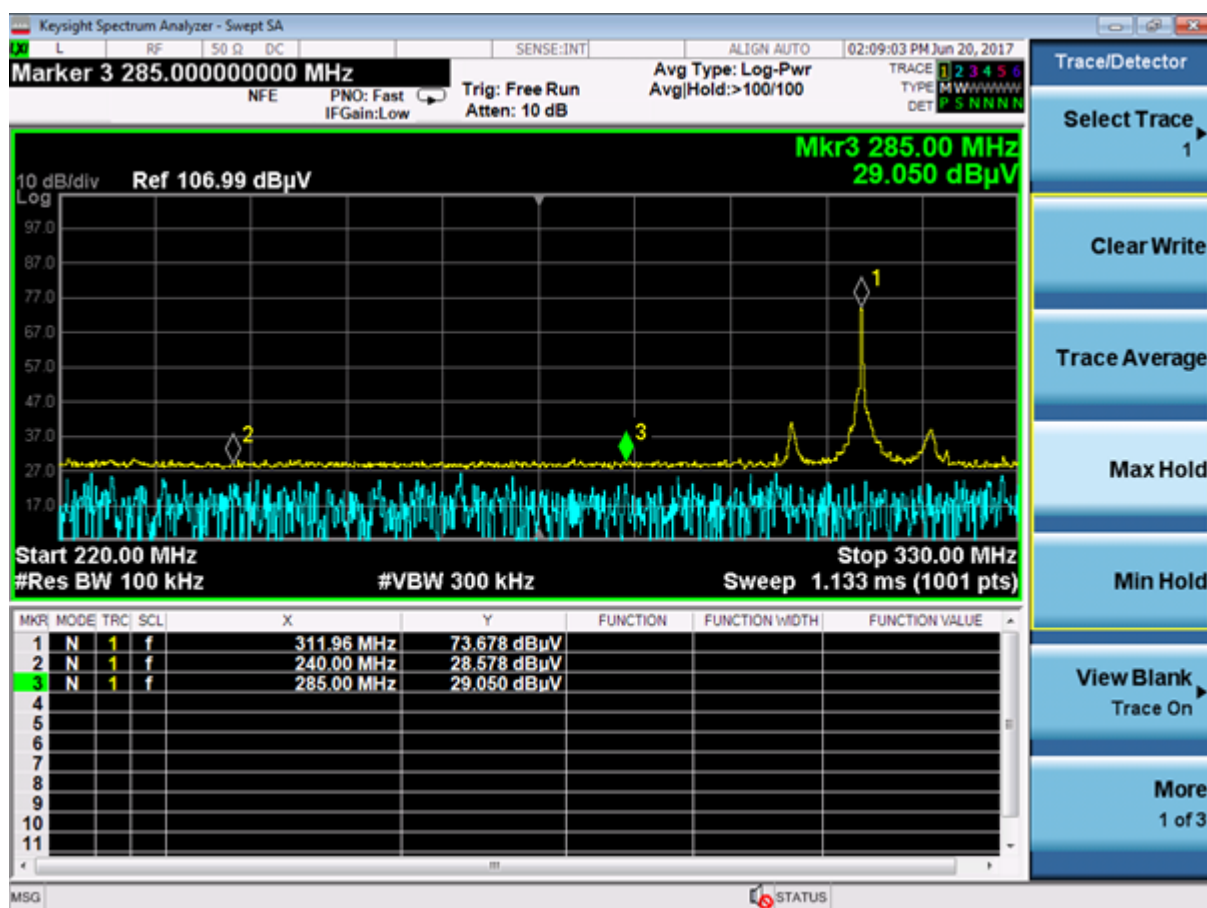 Keysight Spectrum Analyzer - Swept SA
LXI L RF 50 Ω DC SENSE:INT ALIGN AUTO 02:09:03 PM Jun 20, 2017
Marker 3 285.000000000 MHz
NFE
PNO: Fast
IFGain:Low
Trig: Free Run
Atten: 10 dB
Avg Type: Log-Pwr
Avg|Hold:>100/100
TRACE 1 2 3 4 5 6
TYPE M W W W W W
DET P S N N N N
Mkr3 285.00 MHz
29.050 dBµV
10 dB/div Ref 106.99 dBµV
Log
97.0
87.0
77.0
67.0
57.0
47.0
37.0
27.0
17.0
1
2
3
Start 220.00 MHz Stop 330.00 MHz
#Res BW 100 kHz #VBW 300 kHz Sweep 1.133 ms (1001 pts)
MKR MODE TRC SCL X Y FUNCTION FUNCTION WIDTH FUNCTION VALUE
1 N 1 f 311.96 MHz 73.678 dBµV
2 N 1 f 240.00 MHz 28.578 dBµV
3 N 1 f 285.00 MHz 29.050 dBµV
4
5
6
7
8
9
10
11
MSG STATUS
Trace/Detector
Select Trace
1
Clear Write
Trace Average
Max Hold
Min Hold
View Blank
Trace On
More
1 of 3